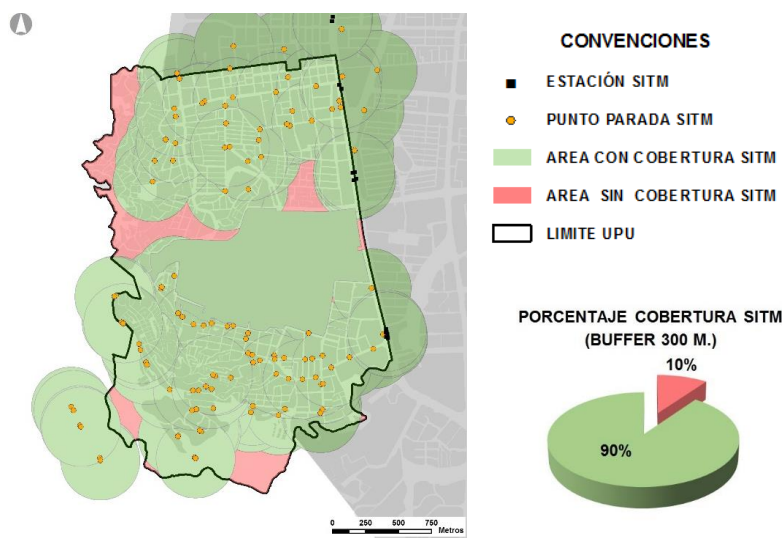 CONVENCIONES
ESTACIÓN SITM
PUNTO PARADA SITM
AREA CON COBERTURA SITM
AREA SIN COBERTURA SITM
LIMITE UPU
PORCENTAJE COBERTURA SITM
(BUFFER 300 M.)
10%
90%
0 250 500 750
Metros